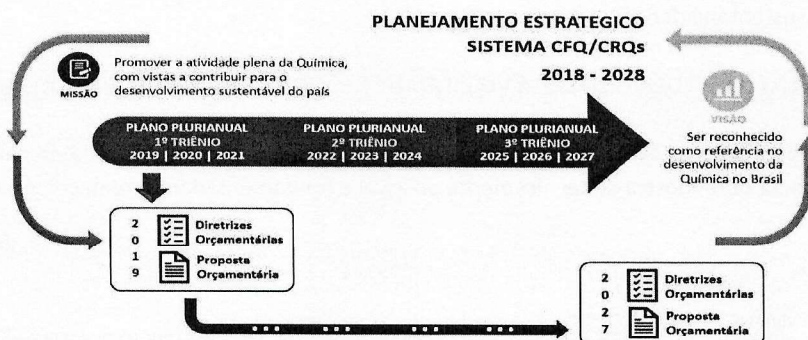 PLANEJAMENTO ESTRATEGICO
SISTEMA CFQ/CRQs
2018 - 2028
MISSÃO
Promover a atividade plena da Química,
com vistas a contribuir para o
desenvolvimento sustentável do país
VISÃO
Ser reconhecido
como referência no
desenvolvimento da
Química no Brasil
PLANO PLURIANUAL
1º TRIÊNIO
2019 | 2020 | 2021
PLANO PLURIANUAL
2º TRIÊNIO
2022 | 2023 | 2024
PLANO PLURIANUAL
3º TRIÊNIO
2025 | 2026 | 2027
2
0
1
9
Diretrizes
Orçamentárias
Proposta
Orçamentária
2
0
2
7
Diretrizes
Orçamentárias
Proposta
Orçamentária